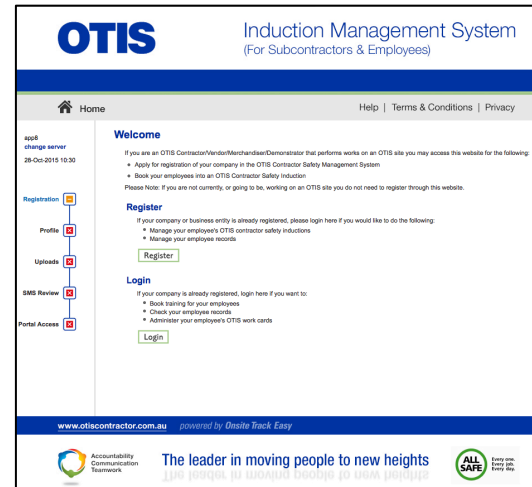 OTIS
Induction Management System
(For Subcontractors & Employees)
Home
Help | Terms & Conditions | Privacy
app8
change server
28-Oct-2015 10:30
Registration
Profile
Uploads
SMS Review
Portal Access
Welcome
If you are an OTIS Contractor/Vendor/Merchandiser/Demonstrator that performs works on an OTIS site you may access this website for the following:
+ Apply for registration of your company in the OTIS Contractor Safety Management System
+ Book your employees into an OTIS Contractor Safety Induction
Please Note: If you are not currently, or going to be, working on an OTIS site you do not need to register through this website.
Register
If your company or business entity is already registered, please login here if you would like to do the following:
• Manage your employee's OTIS contractor safety inductions
• Manage your employee records
Register
Login
If your company is already registered, login here if you want to:
• Book training for your employees
• Check your employee records
• Administer your employee's OTIS work cards
Login
www.otiscontractor.com.au powered by Onsite Track Easy
Accountability
Communication
Teamwork
The leader in moving people to new heights
ALL
SAFE
Every one.
Every job.
Every day.